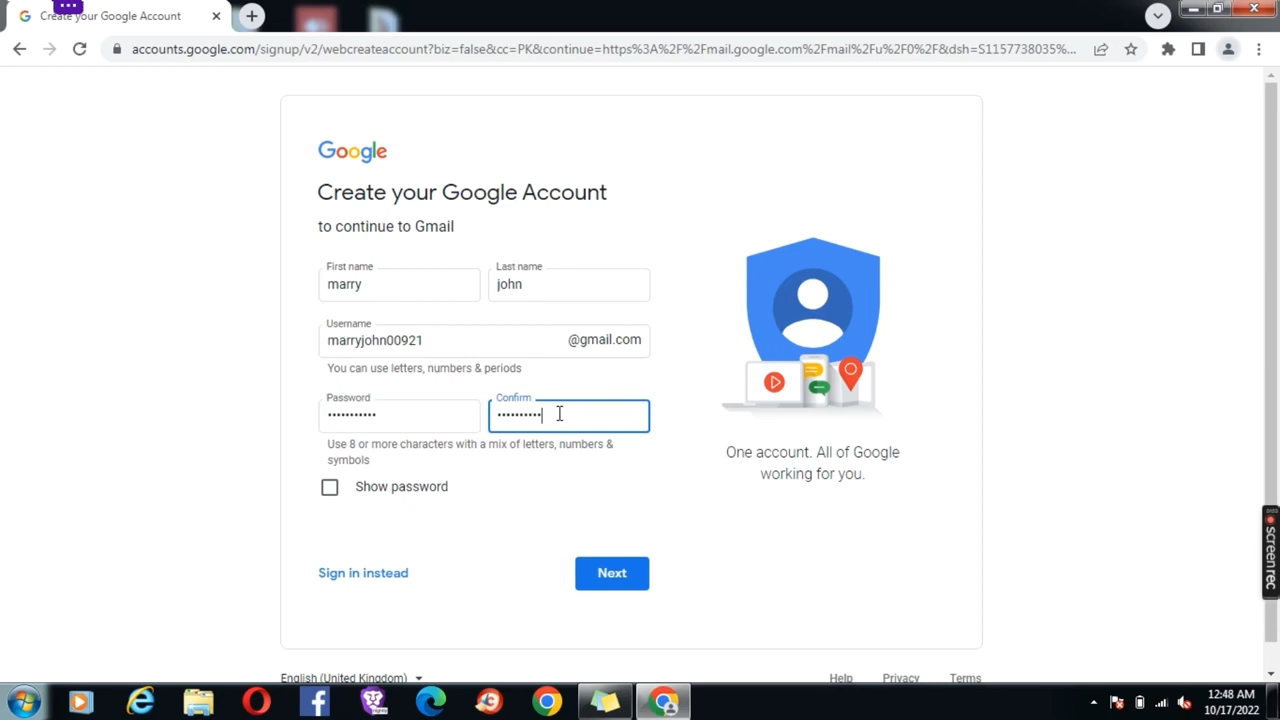 Create your Google Account
accounts.google.com/signup/v2/webcreateaccount?biz=false&cc=PK&continue=https%3A%2F%2Fmail.google.com%2Fmail%2Fu%2F0%2F&dsh=S1157738035%...
Google
Create your Google Account
to continue to Gmail
First name
Last name
marry
john
Username
marryjohn00921
@gmail.com
You can use letters, numbers & periods
Password
Confirm
•••••••••••
••••••••••
Use 8 or more characters with a mix of letters, numbers &
symbols
Show password
One account. All of Google
working for you.
Sign in instead
Next
screenrec
English (United Kingdom)
Help
Privacy
Terms
12:48 AM
10/17/2022